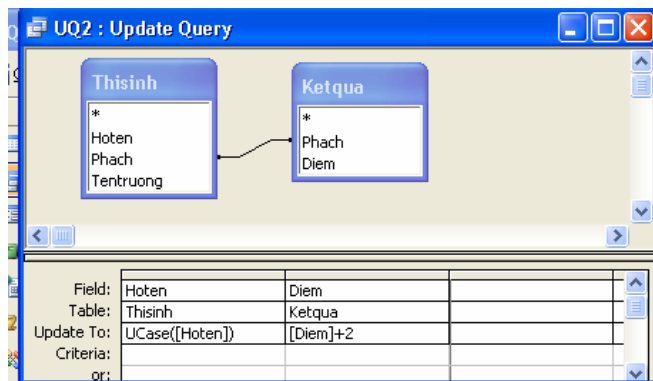 UQ2 : Update Query
Thisinh
*
Hoten
Phach
Tentruong
Ketqua
*
Phach
Diem
Field: Hoten Diem
Table: Thisinh Ketqua
Update To: UCase([Hoten]) [Diem]+2
Criteria:
or: